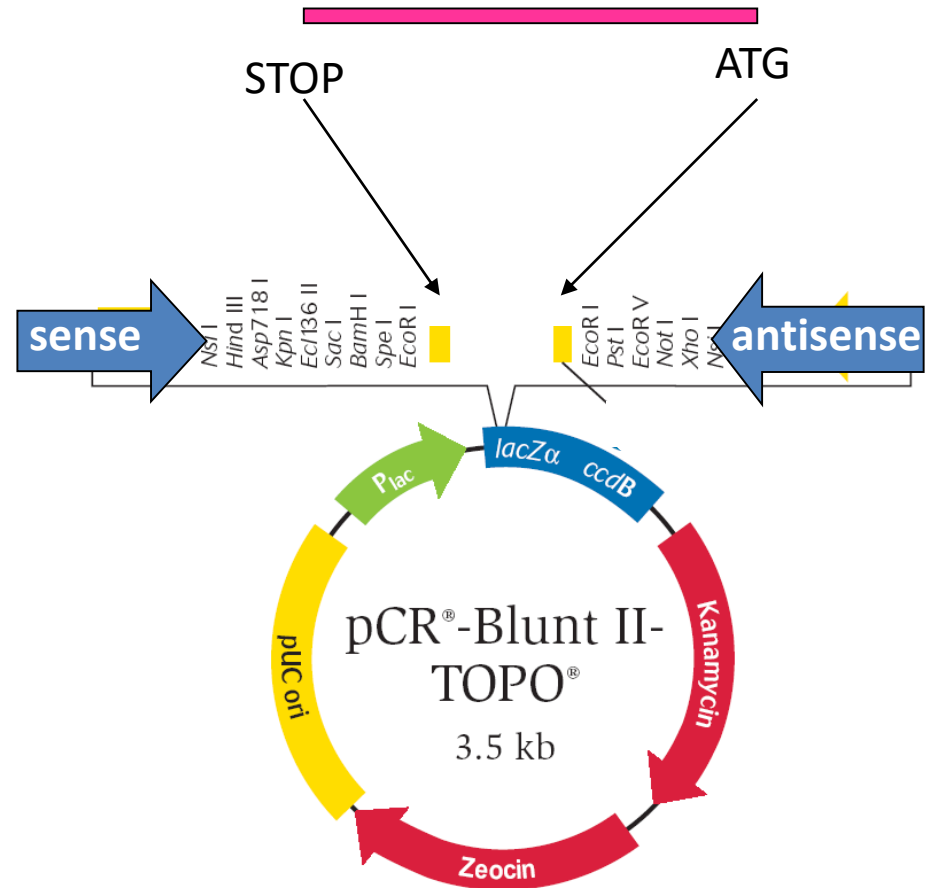 STOP
ATG
sense
Nsi I
Hind III
Asp718 I
Kpn I
Ecl136 II
Sac I
BamH I
Spe I
EcoR I
EcoR I
Pst I
EcoR V
Not I
Xho I
antisense
Plac
lacZα ccdB
Kanamycin
Zeocin
pUC ori
pCR®-Blunt II-
TOPO®
3.5 kb